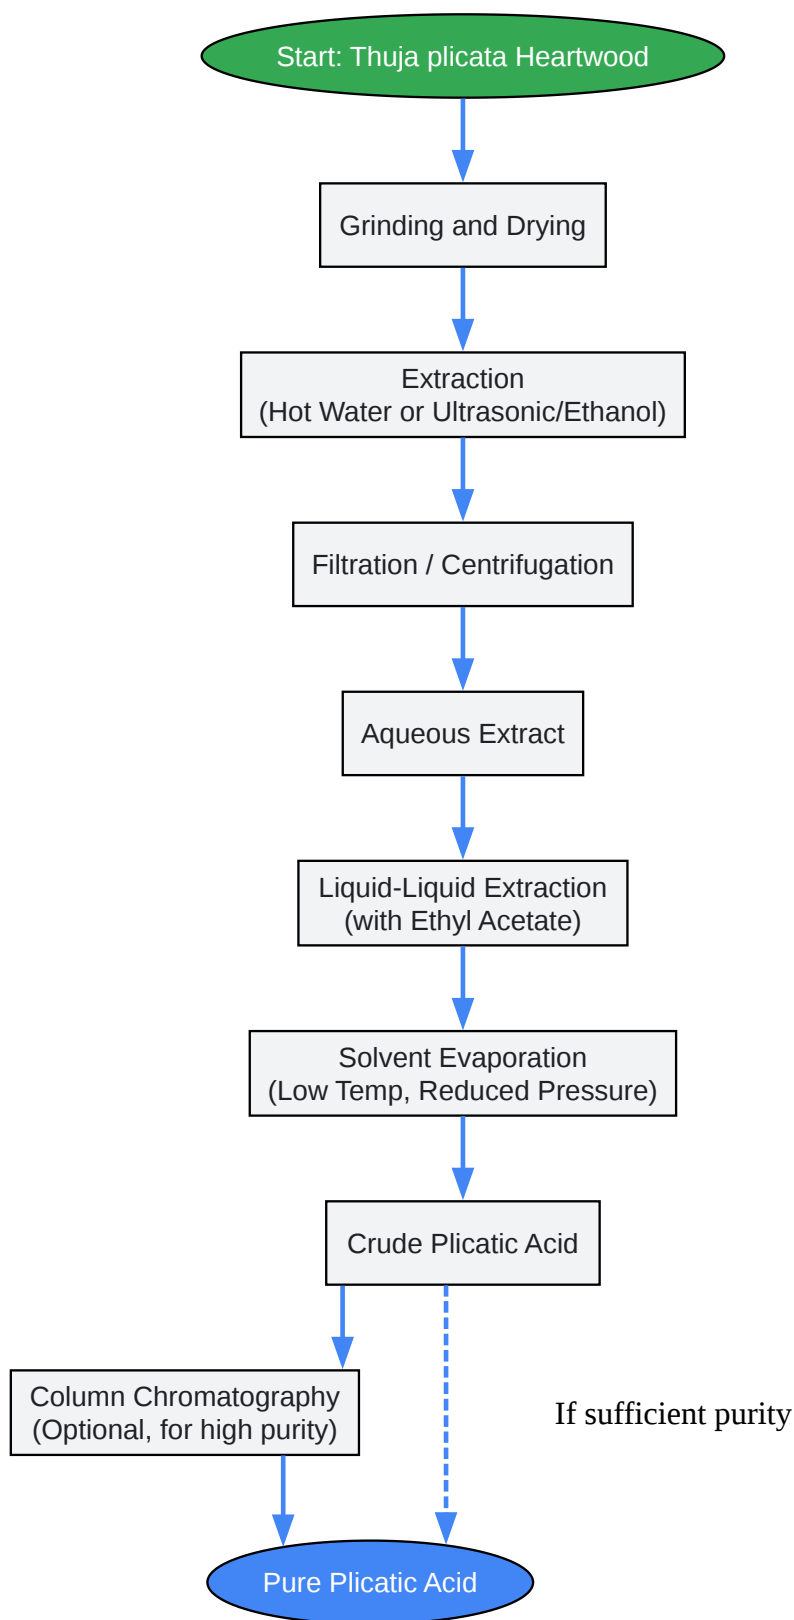 Start: Thuja plicata Heartwood
Grinding and Drying
Extraction
(Hot Water or Ultrasonic/Ethanol)
Filtration / Centrifugation
Aqueous Extract
Liquid-Liquid Extraction
(with Ethyl Acetate)
Solvent Evaporation
(Low Temp, Reduced Pressure)
Crude Plicatic Acid
Column Chromatography
(Optional, for high purity)
If sufficient purity
Pure Plicatic Acid